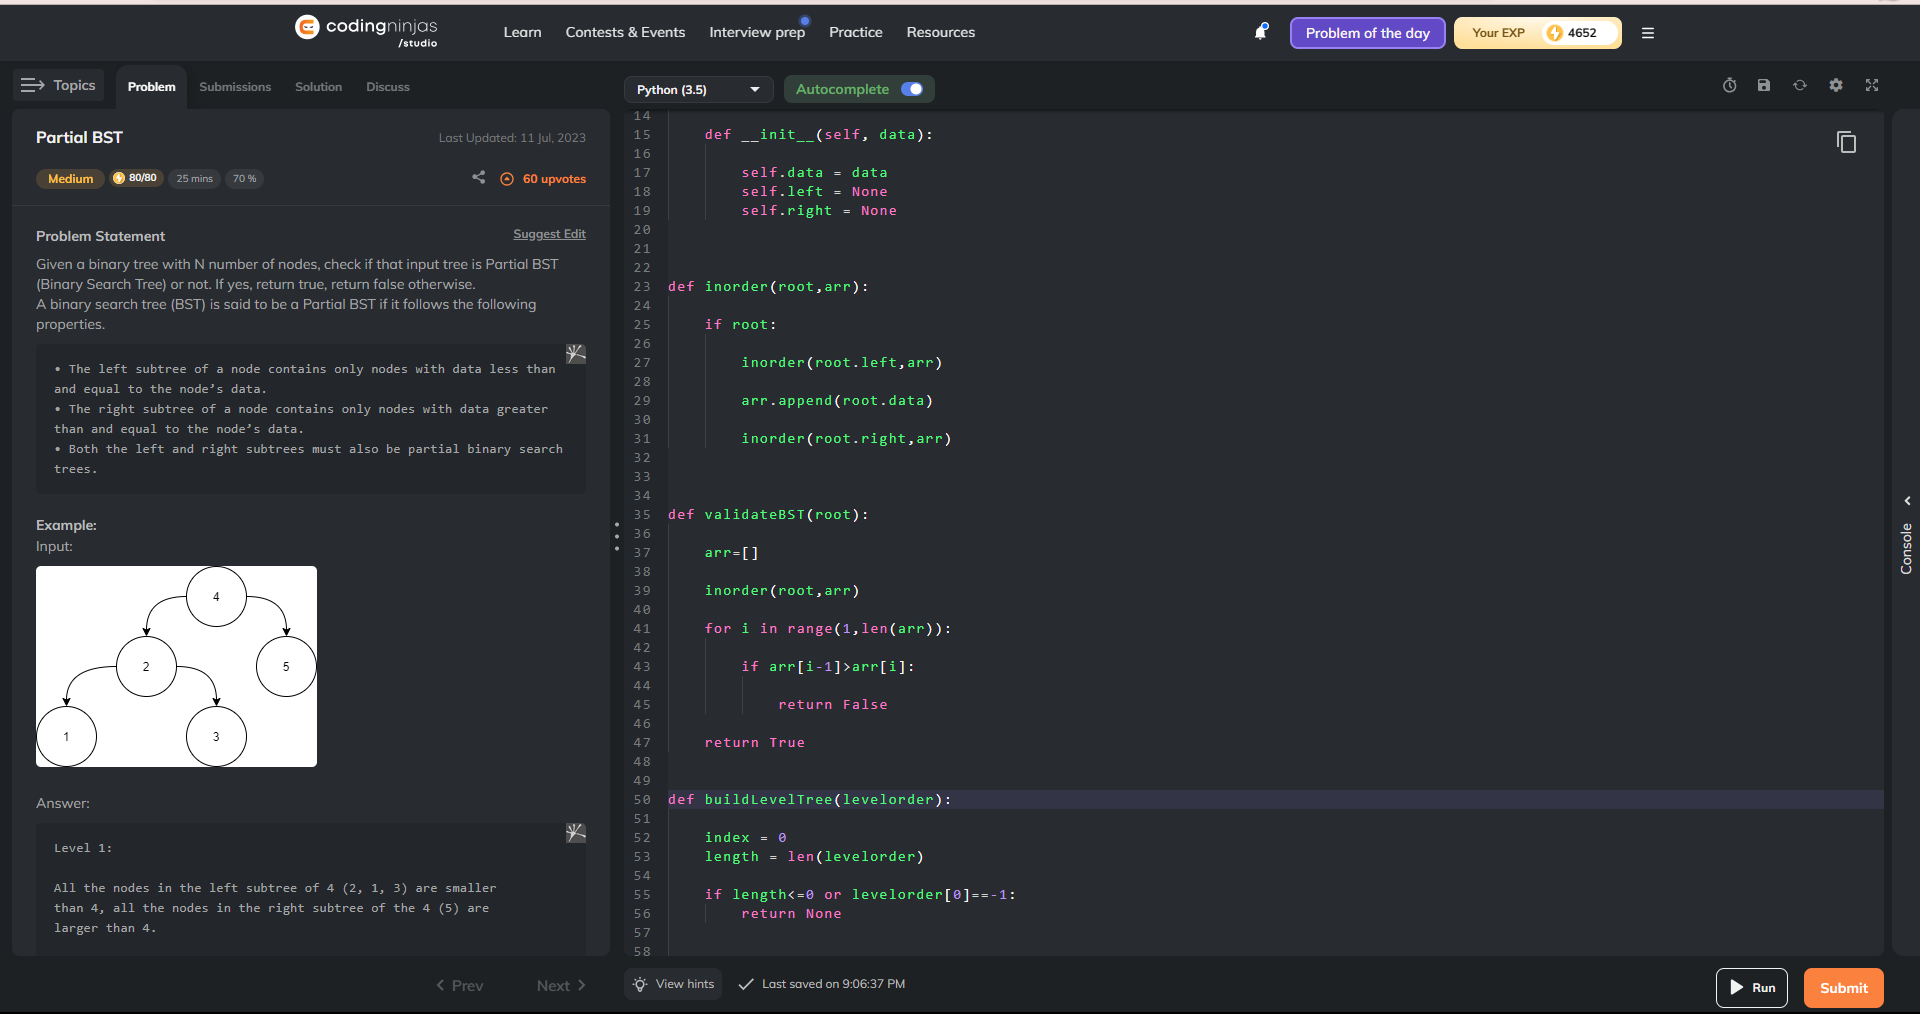 codingninjas
/studio
Learn
Contests & Events
Interview prep
Practice
Resources
Problem of the day
Your EXP
4652
Topics
Problem
Submissions
Solution
Discuss
Python (3.5)
Autocomplete
Partial BST
Last Updated: 11 Jul, 2023
Medium
80/80
25 mins
70 %
60 upvotes
Problem Statement
Suggest Edit
Given a binary tree with N number of nodes, check if that input tree is Partial BST
(Binary Search Tree) or not. If yes, return true, return false otherwise.
A binary search tree (BST) is said to be a Partial BST if it follows the following
properties.
• The left subtree of a node contains only nodes with data less than
and equal to the node’s data.
• The right subtree of a node contains only nodes with data greater
than and equal to the node’s data.
• Both the left and right subtrees must also be partial binary search
trees.
Example:
Input:
4
2
5
1
3
Answer:
Level 1:
All the nodes in the left subtree of 4 (2, 1, 3) are smaller
than 4, all the nodes in the right subtree of the 4 (5) are
larger than 4.
Prev
Next
14
15 def __init__(self, data):
16
17 self.data = data
18 self.left = None
19 self.right = None
20
21
22
23 def inorder(root,arr):
24
25 if root:
26
27 inorder(root.left,arr)
28
29 arr.append(root.data)
30
31 inorder(root.right,arr)
32
33
34
35 def validateBST(root):
36
37 arr=[]
38
39 inorder(root,arr)
40
41 for i in range(1,len(arr)):
42
43 if arr[i-1]>arr[i]:
44
45 return False
46
47 return True
48
49
50 def buildLevelTree(levelorder):
51
52 index = 0
53 length = len(levelorder)
54
55 if length<=0 or levelorder[0]==-1:
56 return None
57
58
Console
View hints
Last saved on 9:06:37 PM
Run
Submit